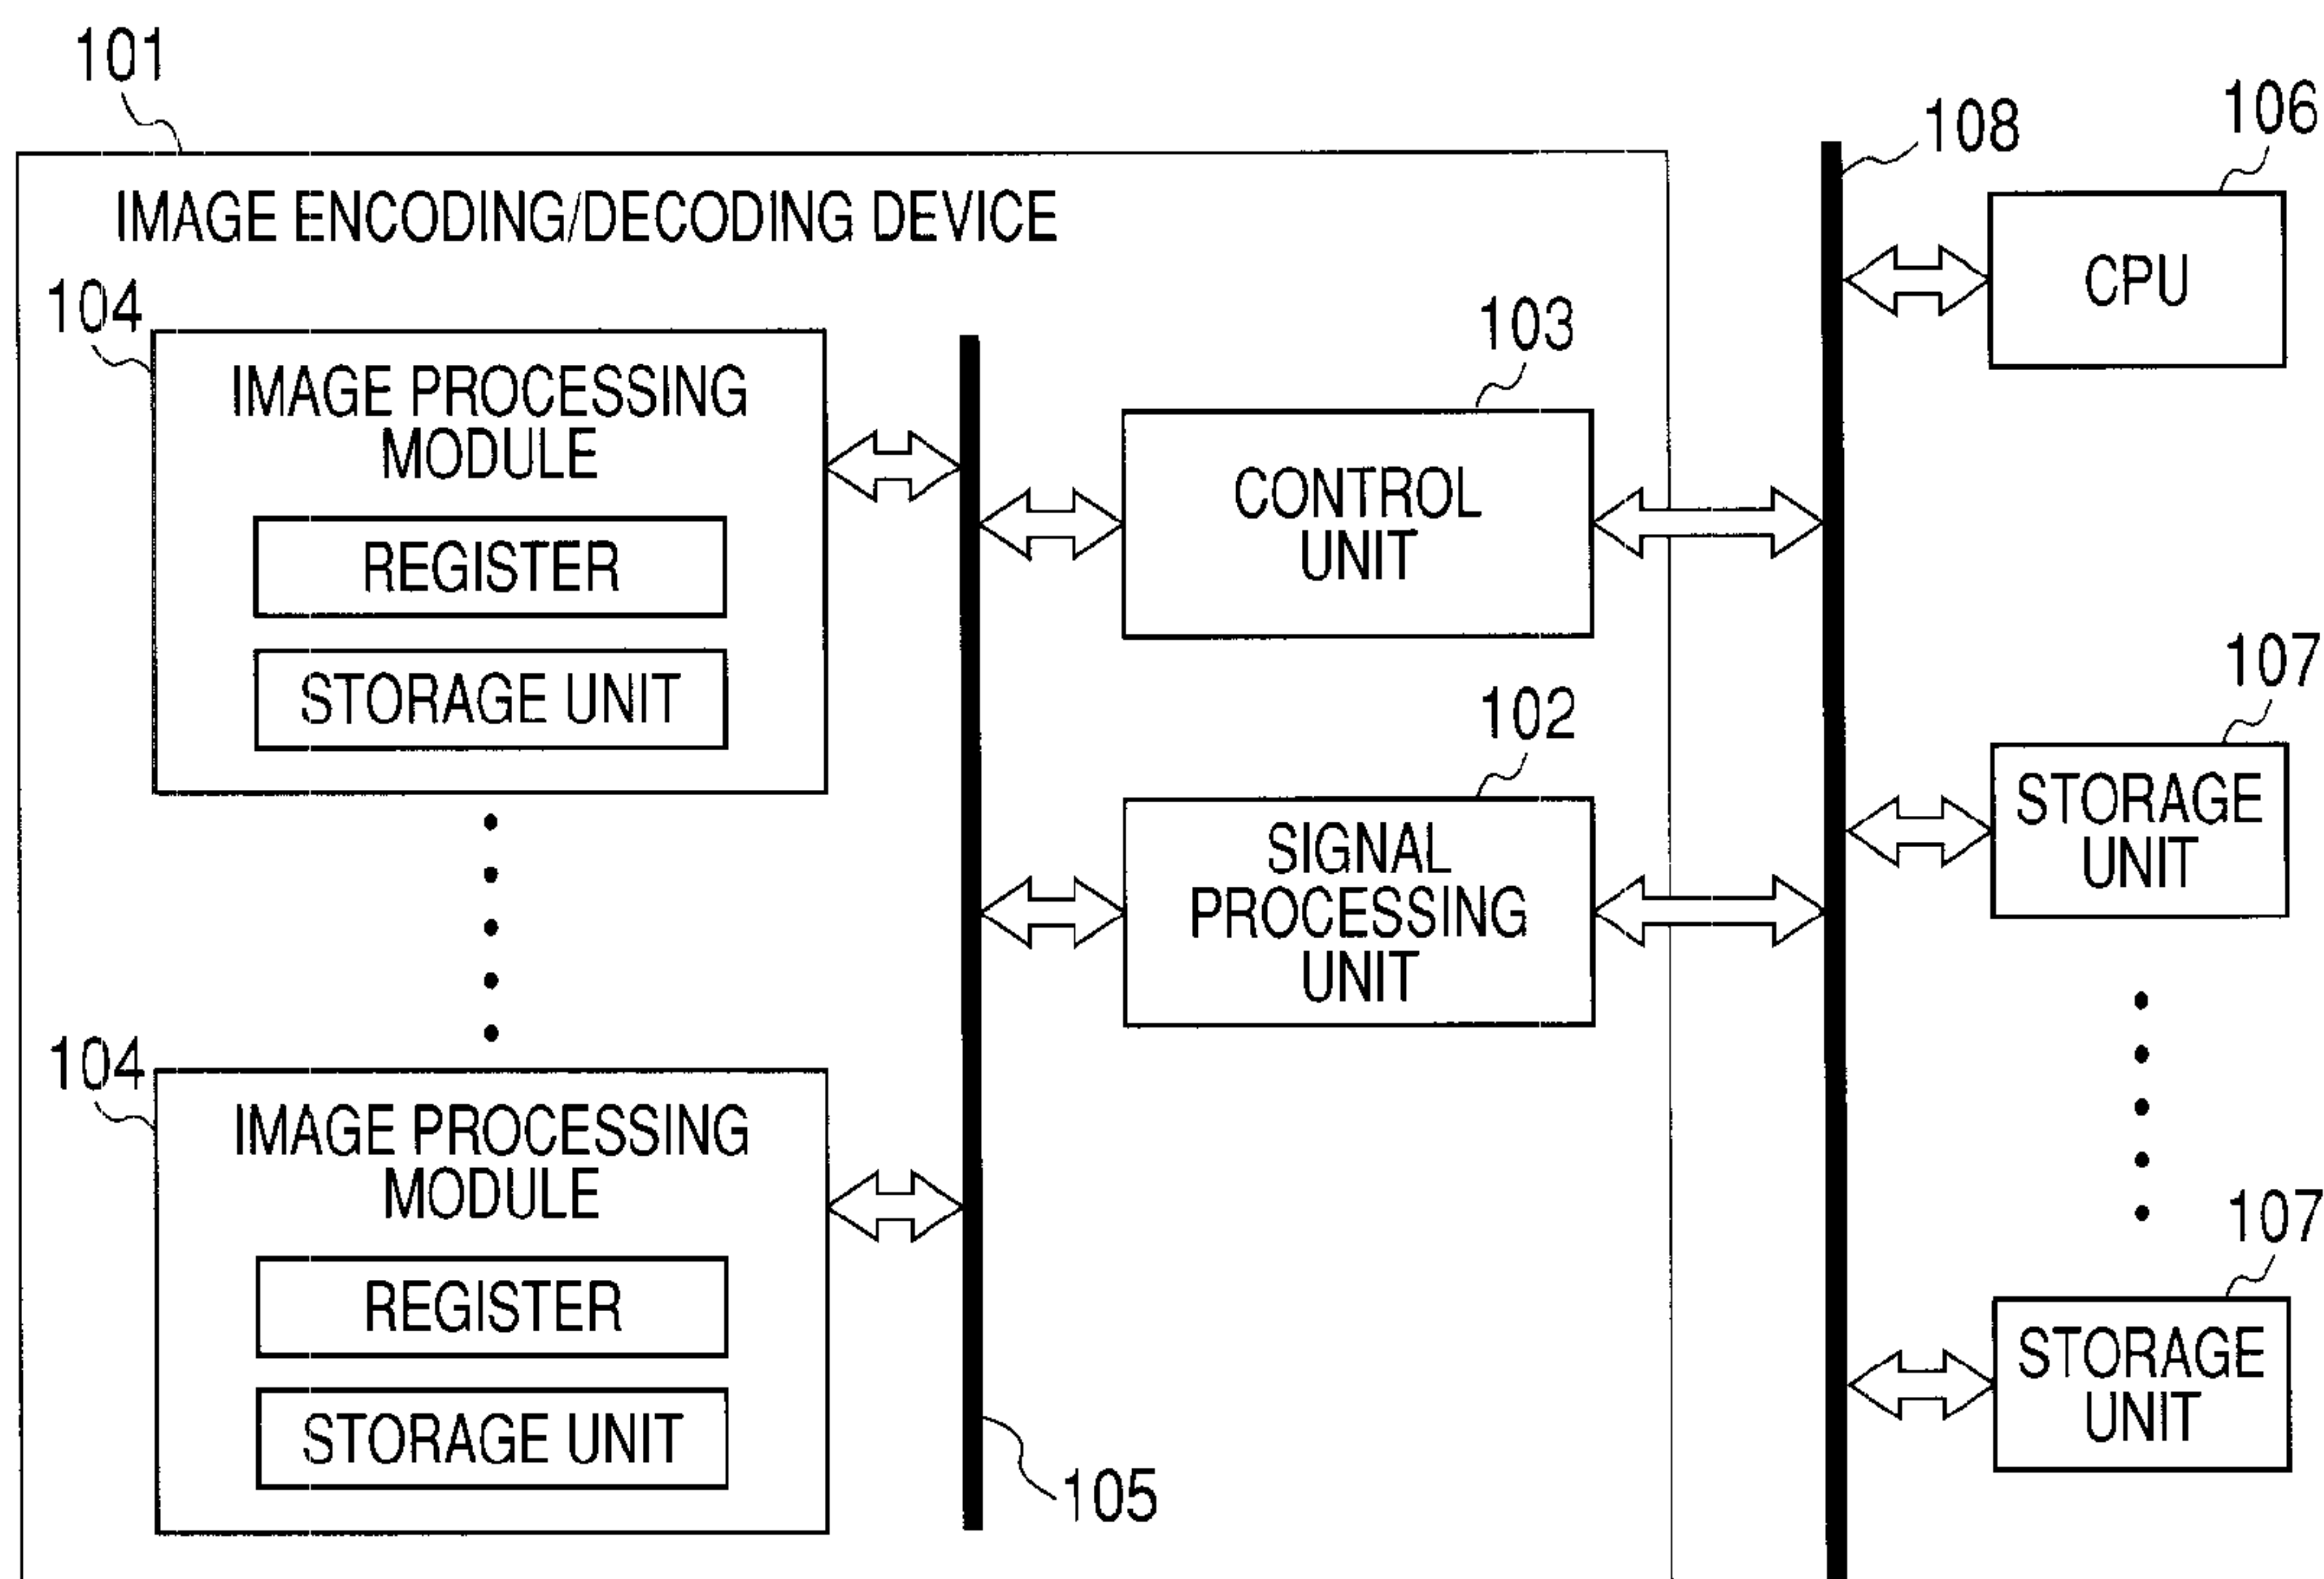 101
108
106
IMAGE ENCODING/DECODING DEVICE
CPU
104
103
IMAGE PROCESSING
MODULE
CONTROL
UNIT
REGISTER
STORAGE UNIT
107
102
STORAGE
UNIT
SIGNAL
PROCESSING
UNIT
104
IMAGE PROCESSING
MODULE
107
REGISTER
STORAGE
UNIT
STORAGE UNIT
105